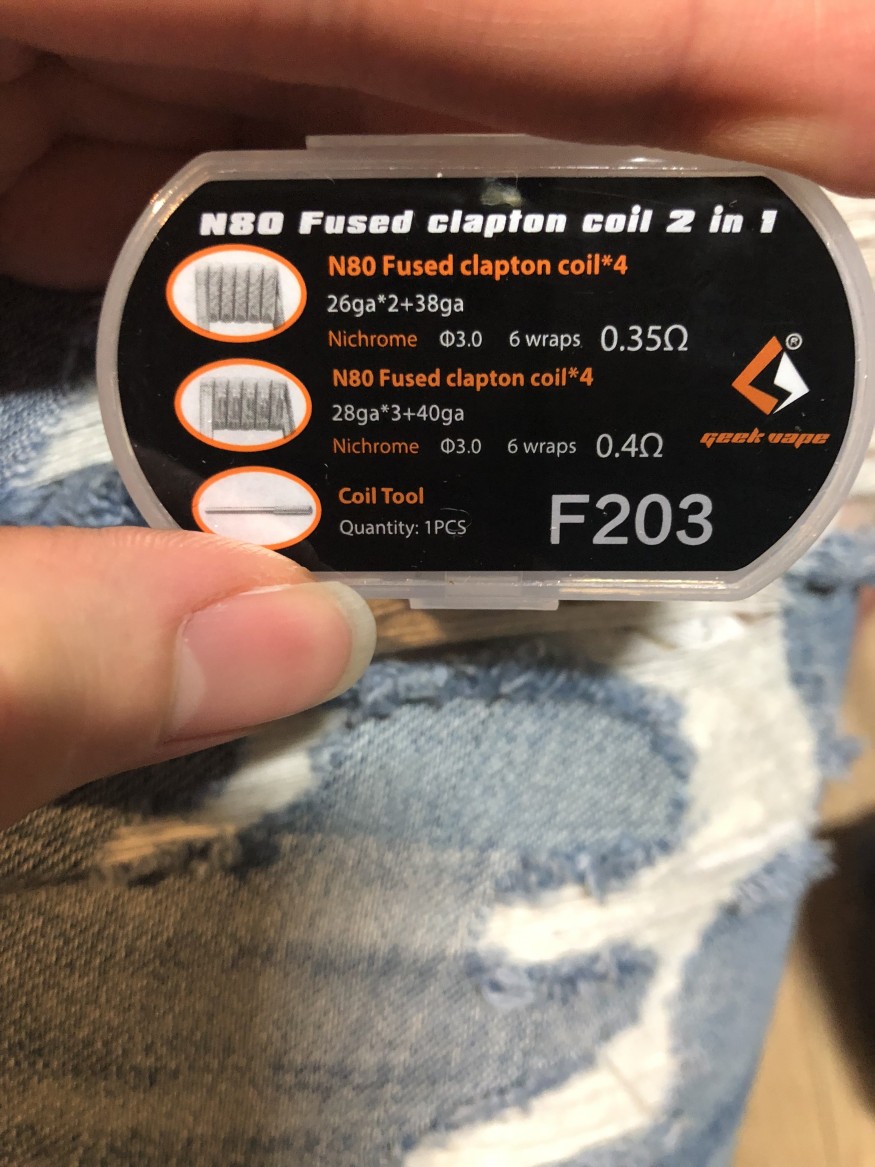 N80 Fused clapton coil 2 in 1
N80 Fused clapton coil*4
26ga*2+38ga
Nichrome Φ3.0 6 wraps 0.35Ω
N80 Fused clapton coil*4
28ga*3+40ga
Nichrome Φ3.0 6 wraps 0.4Ω
®
geek vape
Coil Tool
Quantity: 1PCS
F203